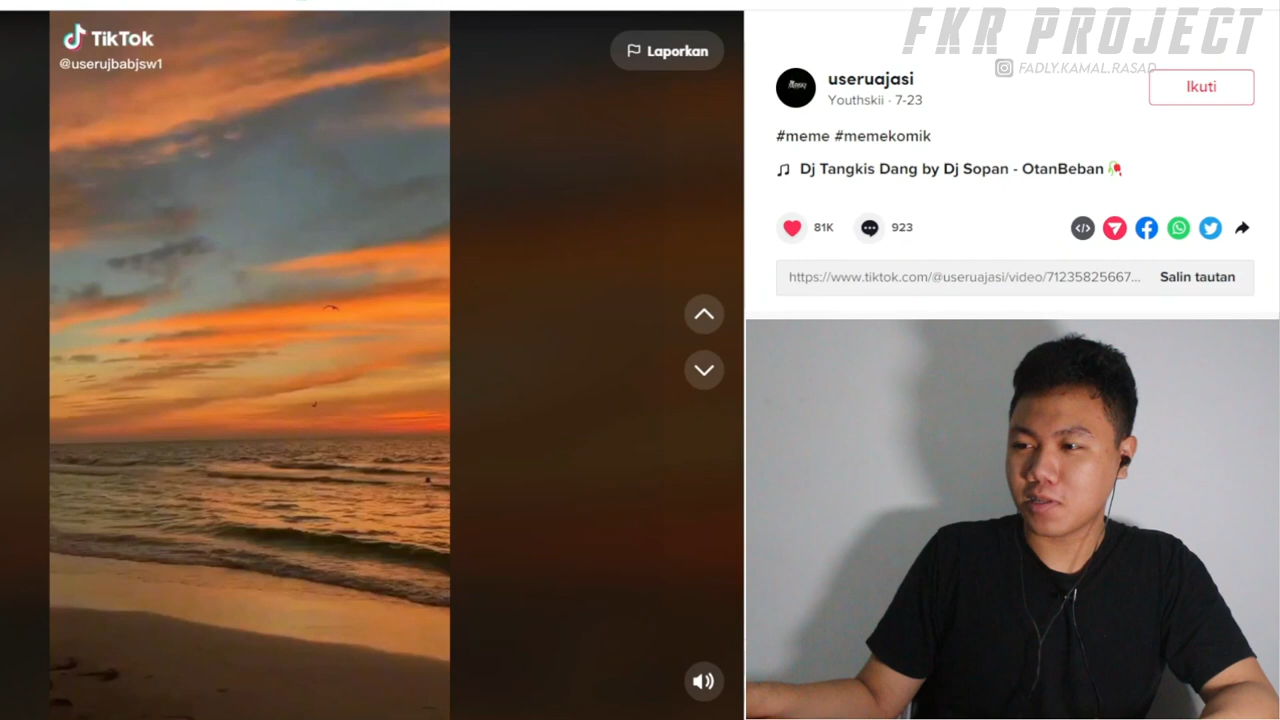 TikTok
@userujbabjsw1
Laporkan
FKR PROJECT
FADLY.KAMAL.RASAD
useruajasi
Youthskii · 7-23
Ikuti
#meme #memekomik
Dj Tangkis Dang by Dj Sopan - OtanBeban🥀
81K
923
https://www.tiktok.com/@useruajasi/video/71235825667...
Salin tautan